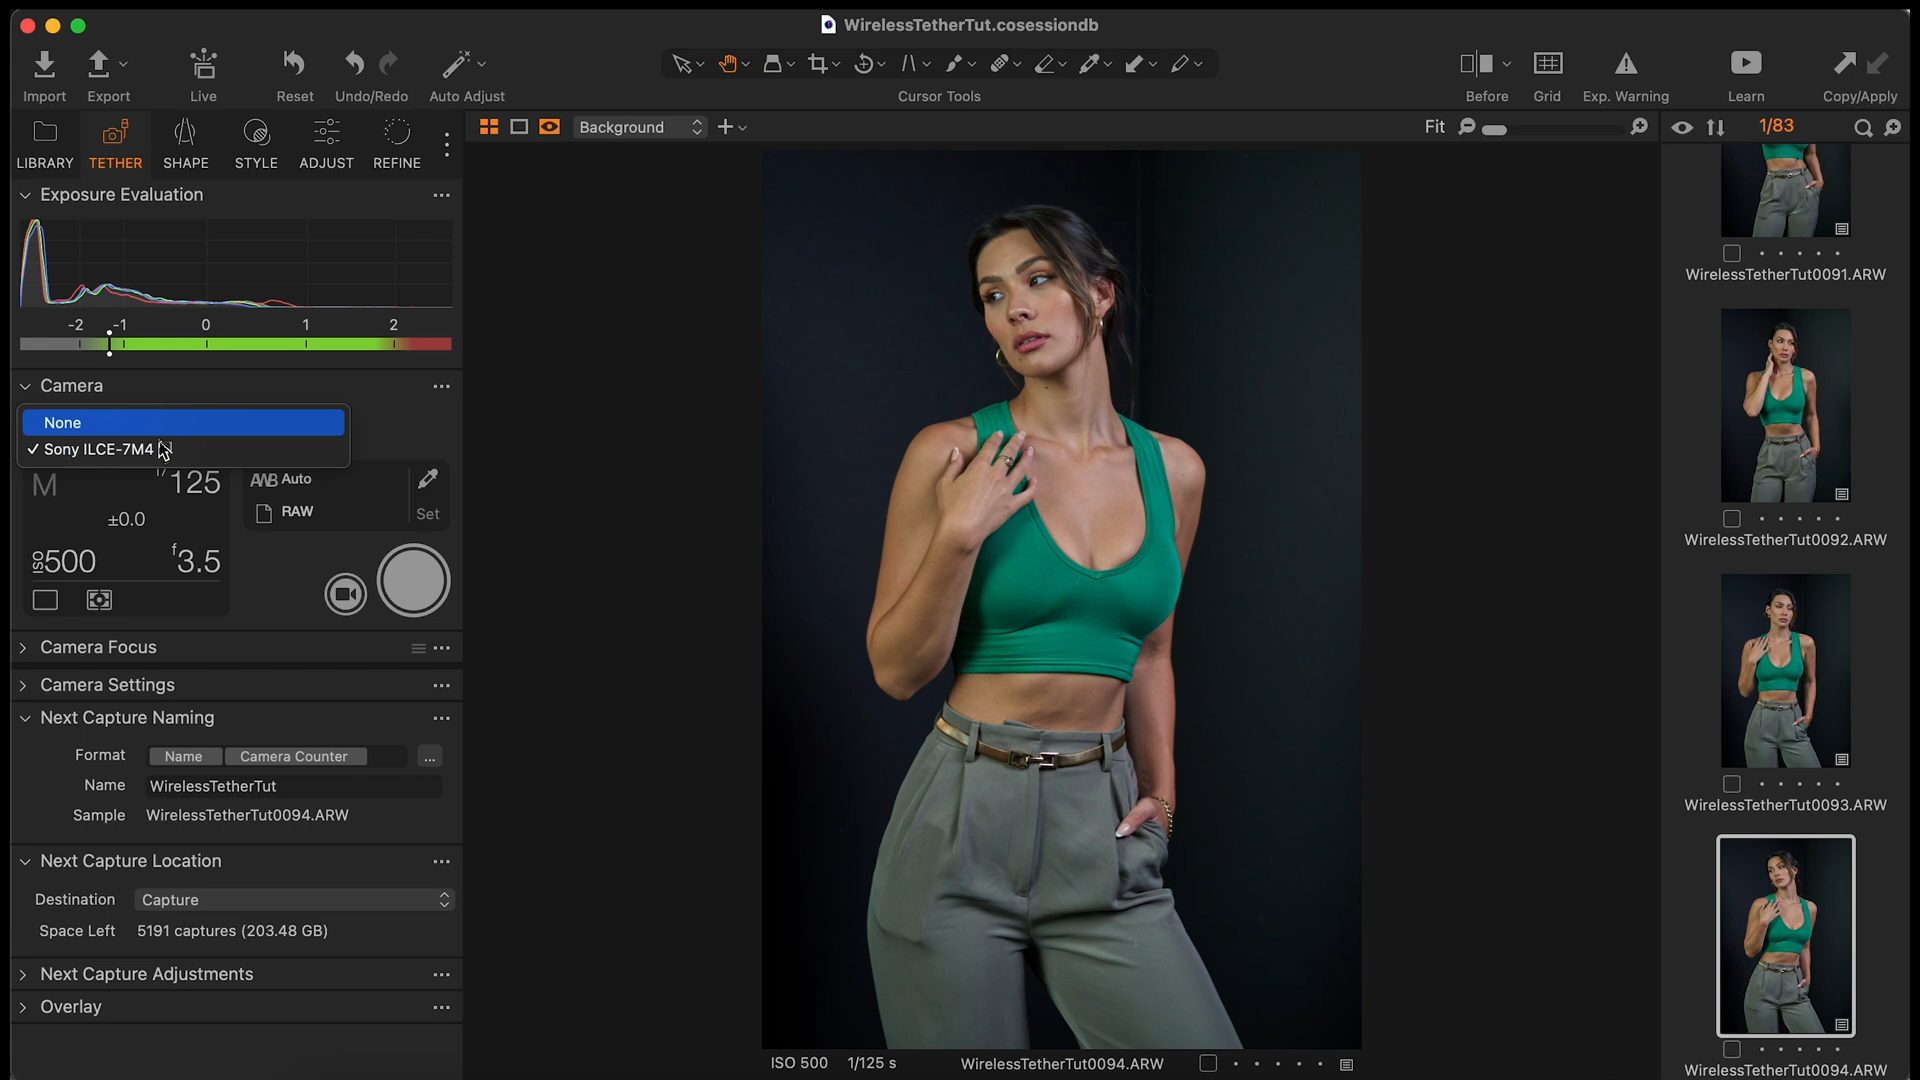 WirelessTetherTut.cosessiondb
Import
Export
Live
Reset
Undo/Redo
Auto Adjust
Cursor Tools
Before
Grid
Exp. Warning
Learn
Copy/Apply
LIBRARY
TETHER
SHAPE
STYLE
ADJUST
REFINE
Background
Fit
1/83
Exposure Evaluation
-2 -1 0 1 2
Camera
None
✓ Sony ILCE-7M4
M
1/125
±0.0
ISO 500
f 3.5
AWB Auto
RAW
Set
Camera Focus
Camera Settings
Next Capture Naming
Format Name Camera Counter ...
Name WirelessTetherTut
Sample WirelessTetherTut0094.ARW
Next Capture Location
Destination Capture
Space Left 5191 captures (203.48 GB)
Next Capture Adjustments
Overlay
ISO 500 1/125 s WirelessTetherTut0094.ARW
WirelessTetherTut0091.ARW
WirelessTetherTut0092.ARW
WirelessTetherTut0093.ARW
WirelessTetherTut0094.ARW